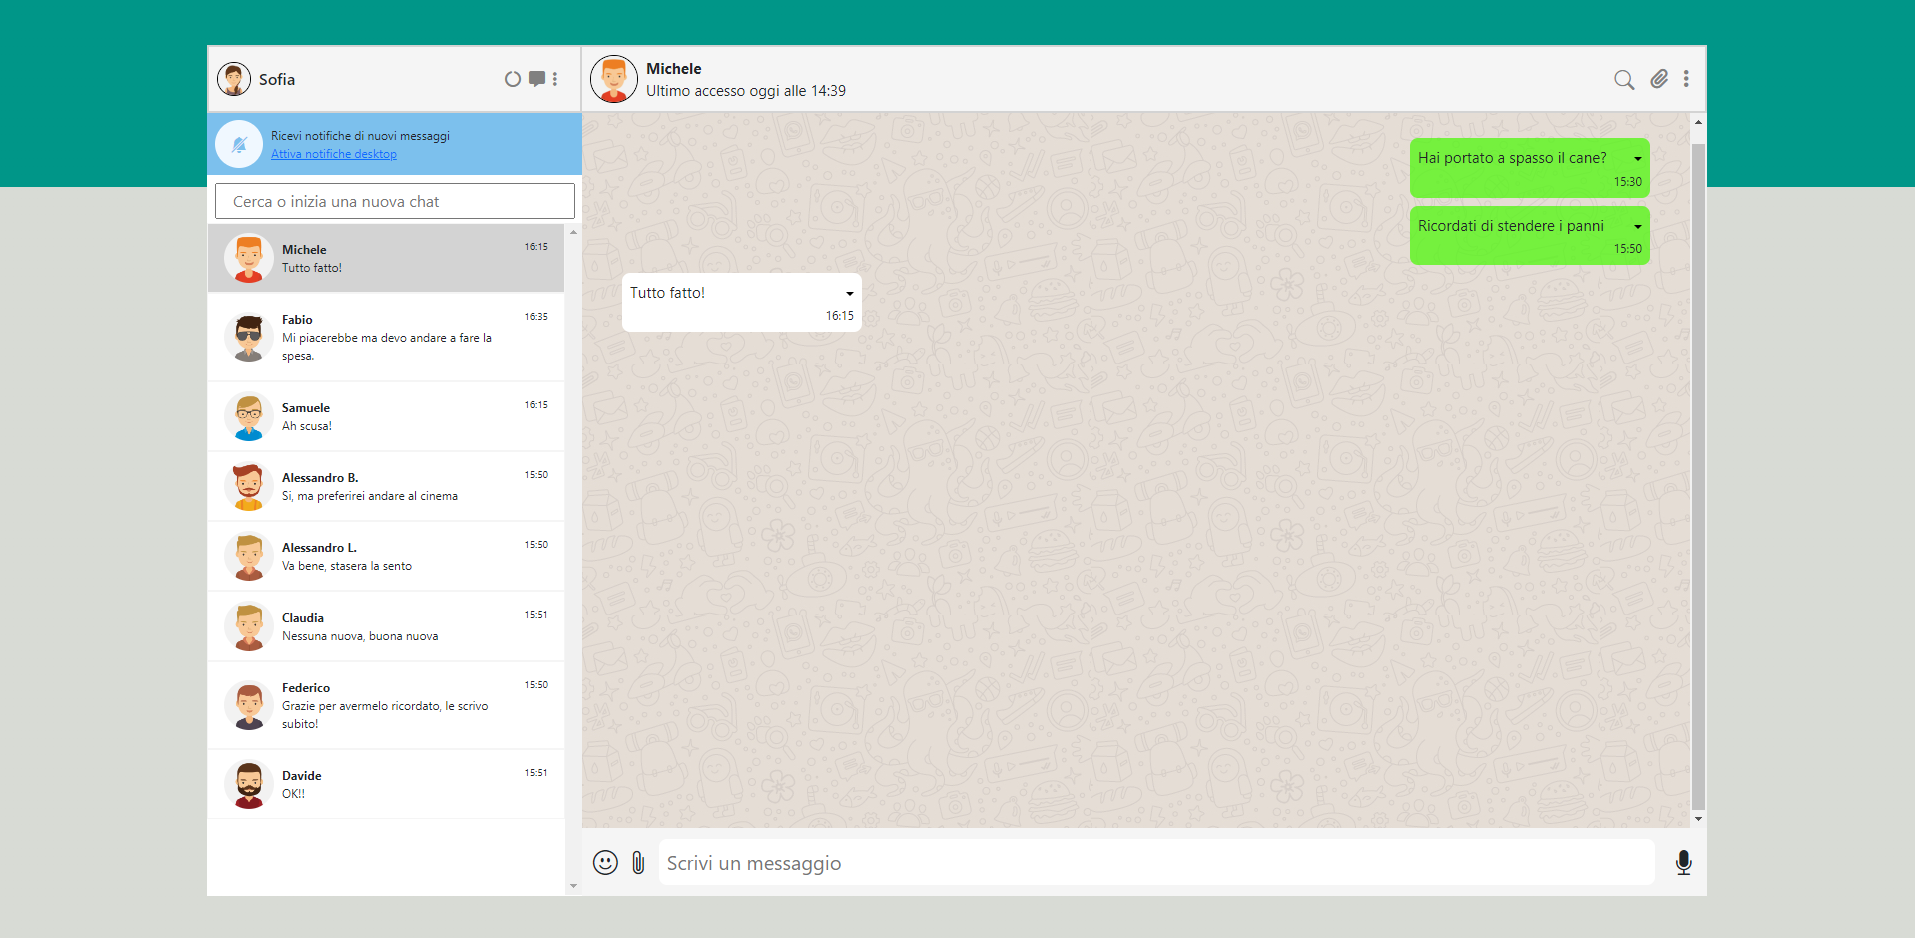 Sofia
Ricevi notifiche di nuovi messaggi
Attiva notifiche desktop
Cerca o inizia una nuova chat
Michele
16:15
Tutto fatto!
Fabio
16:35
Mi piacerebbe ma devo andare a fare la
spesa.
Samuele
16:15
Ah scusa!
Alessandro B.
15:50
Si, ma preferirei andare al cinema
Alessandro L.
15:50
Va bene, stasera la sento
Claudia
15:51
Nessuna nuova, buona nuova
Federico
15:50
Grazie per avermelo ricordato, le scrivo
subito!
Davide
15:51
OK!!
Michele
Ultimo accesso oggi alle 14:39
Hai portato a spasso il cane?
15:30
Ricordati di stendere i panni
15:50
Tutto fatto!
16:15
Scrivi un messaggio